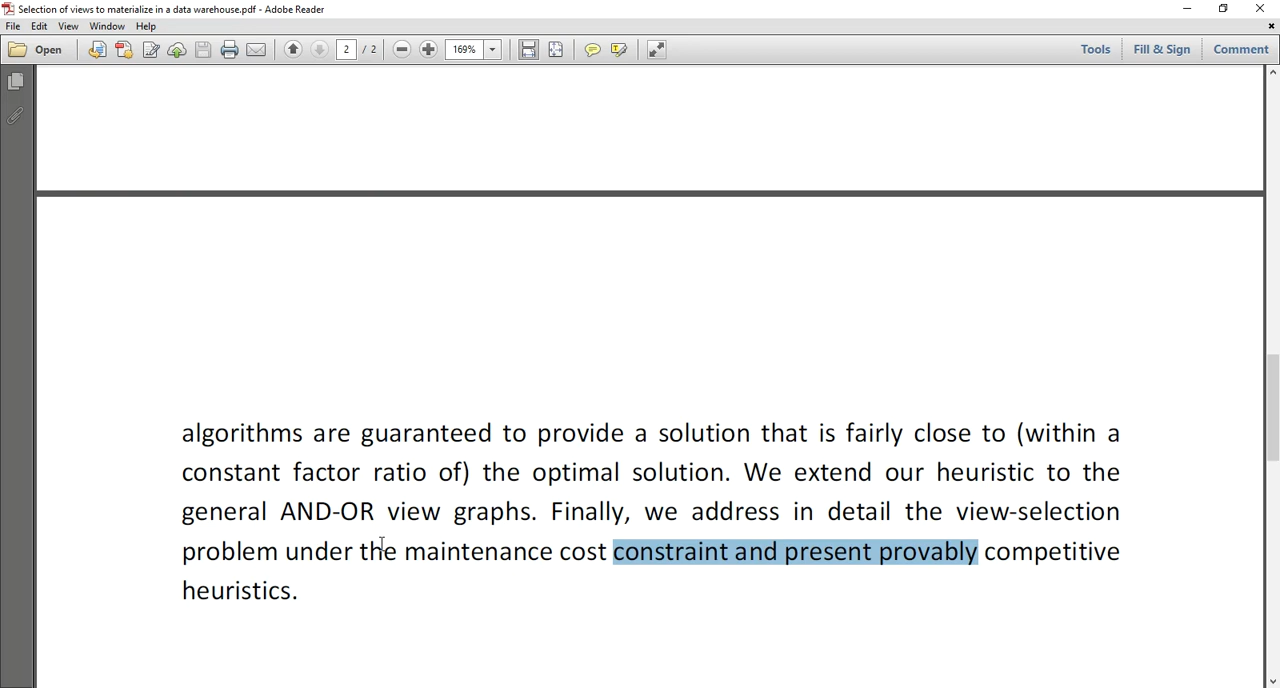 Selection of views to materialize in a data warehouse.pdf - Adobe Reader
File Edit View Window Help
Open 2 / 2 169% Tools Fill & Sign Comment
algorithms are guaranteed to provide a solution that is fairly close to (within a
constant factor ratio of) the optimal solution. We extend our heuristic to the
general AND-OR view graphs. Finally, we address in detail the view-selection
problem under the maintenance cost constraint and present provably competitive
heuristics.